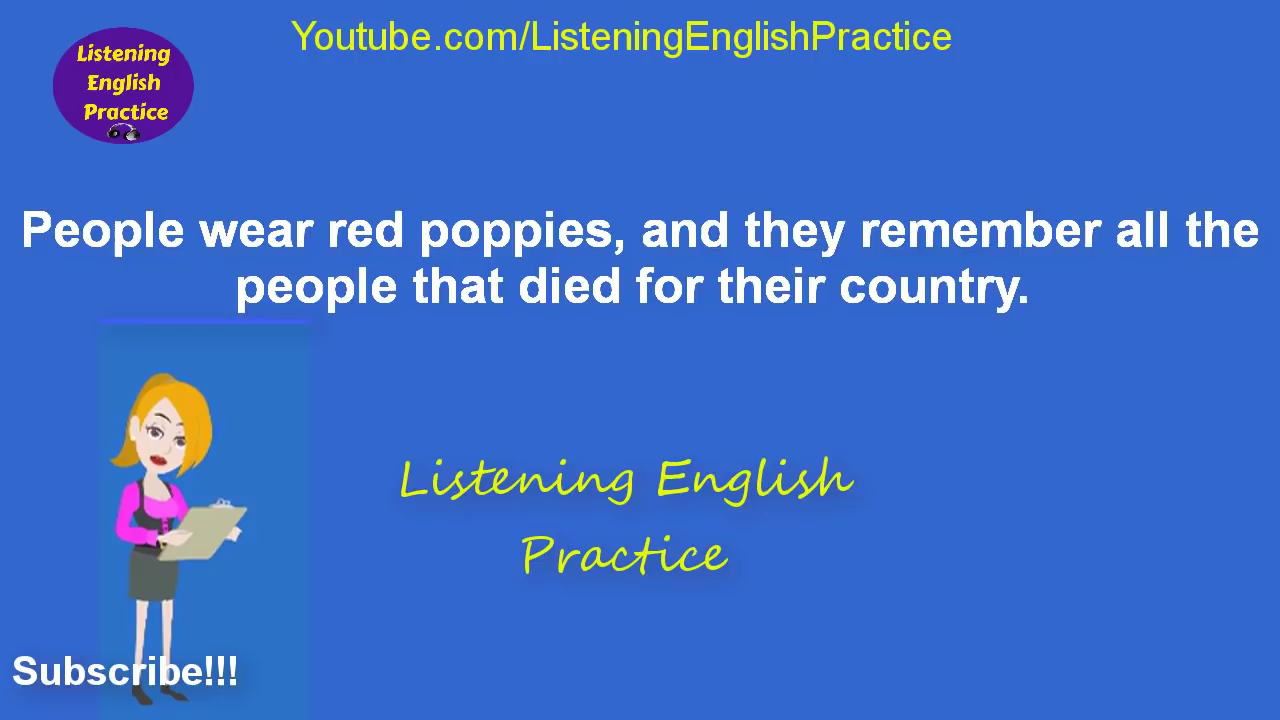 Youtube.com/ListeningEnglishPractice
Listening
English
Practice
People wear red poppies, and they remember all the
people that died for their country.
Listening English
Practice
Subscribe!!!